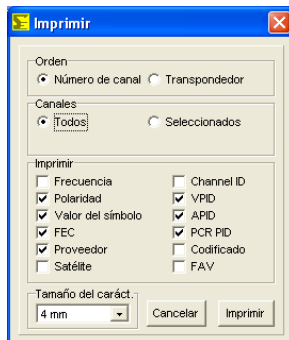 Imprimir
Orden
Número de canal Transpondedor
Canales
Todos Seleccionados
Imprimir
Frecuencia Channel ID
Polaridad VPID
Valor del símbolo APID
FEC PCR PID
Proveedor Codificado
Satélite FAV
Tamaño del caráct.
4 mm Cancelar Imprimir